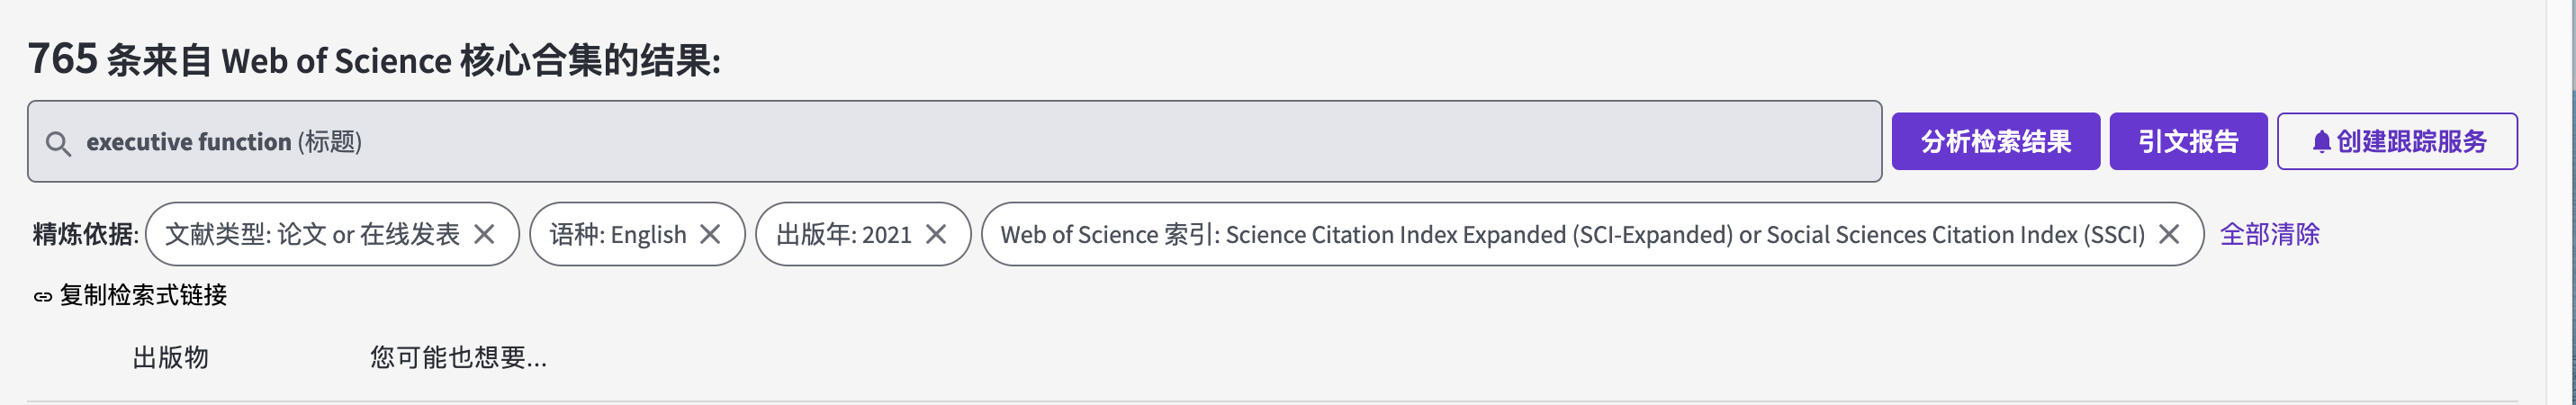 765 条来自 Web of Science 核心合集的结果:
executive function (标题)
分析检索结果
引文报告
创建跟踪服务
精炼依据: 文献类型: 论文 or 在线发表 语种: English 出版年: 2021 Web of Science 索引: Science Citation Index Expanded (SCI-Expanded) or Social Sciences Citation Index (SSCI) 全部清除
复制检索式链接
出版物 您可能也想要...